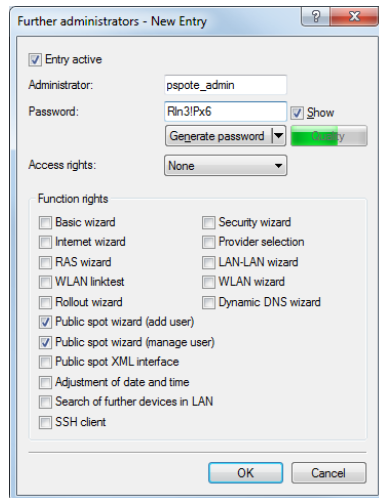 Further administrators - New Entry
Entry active
Administrator: pspote_admin
Password: Rln3!Px6 Show
Generate password Quality
Access rights: None
Function rights
Basic wizard Security wizard
Internet wizard Provider selection
RAS wizard LAN-LAN wizard
WLAN linktest WLAN wizard
Rollout wizard Dynamic DNS wizard
Public spot wizard (add user)
Public spot wizard (manage user)
Public spot XML interface
Adjustment of date and time
Search of further devices in LAN
SSH client
OK Cancel